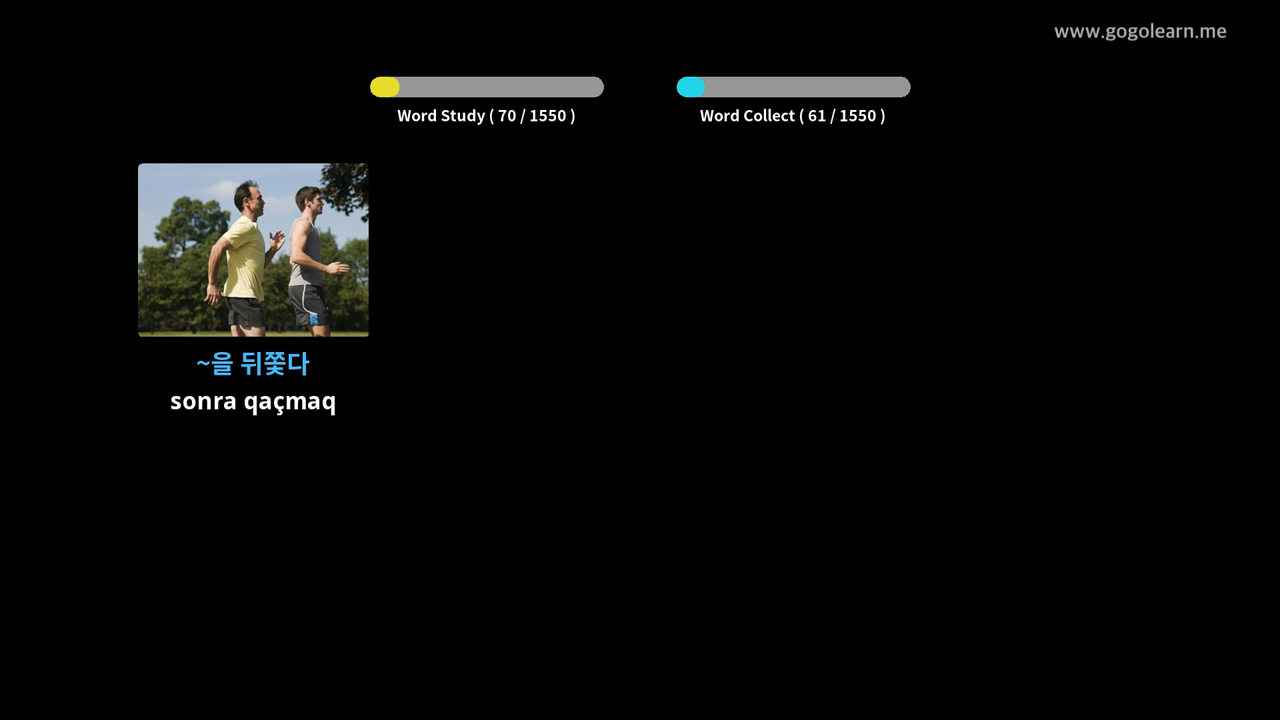 www.gogolearn.me
Word Study ( 70 / 1550 )
Word Collect ( 61 / 1550 )
~을 뒤쫓다
sonra qaçmaq